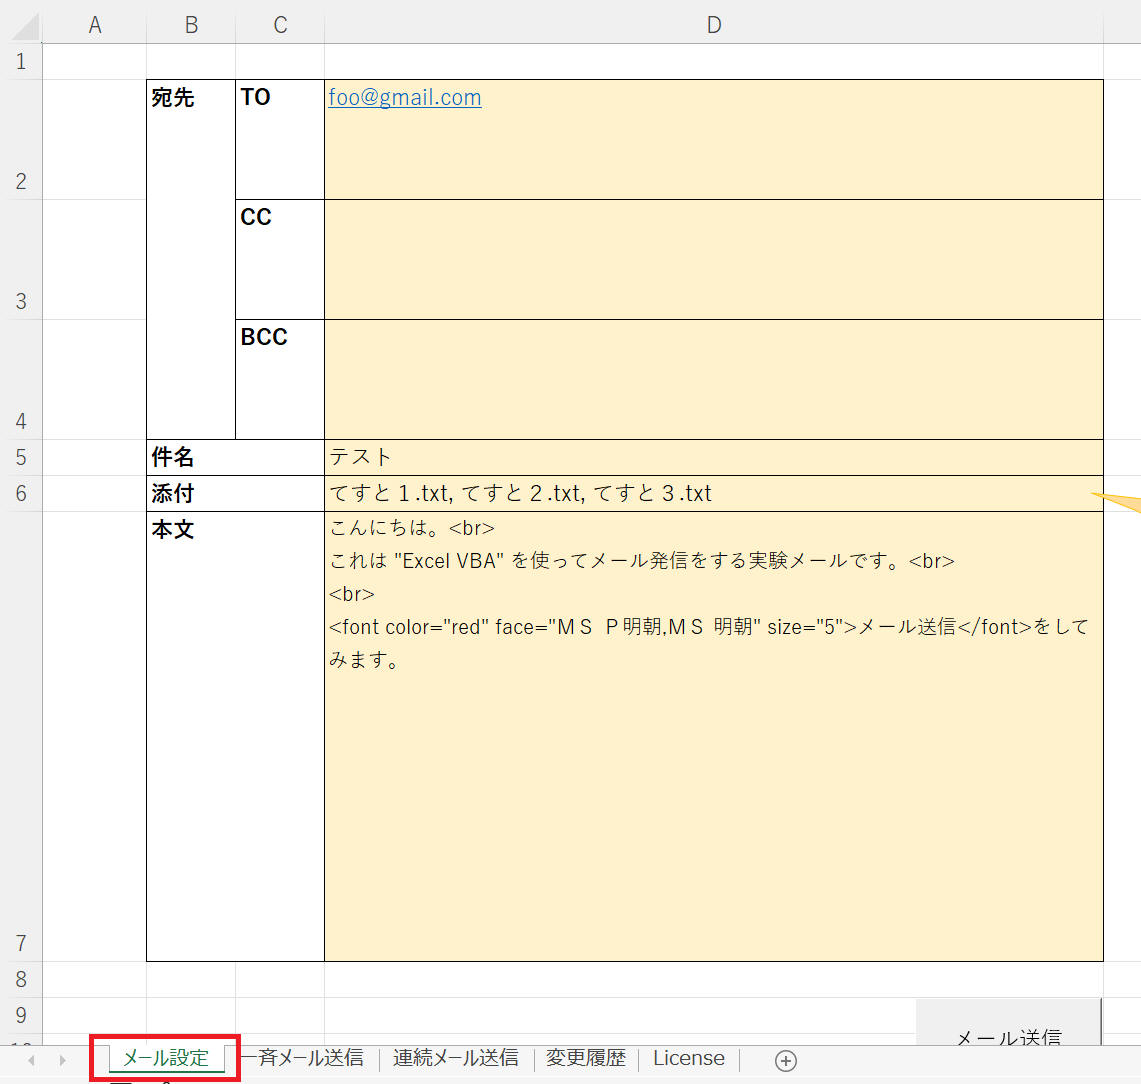 A B C D
1
宛先 TO foo@gmail.com
2
CC
3
BCC
4
5 件名 テスト
6 添付 てすと１.txt, てすと２.txt, てすと３.txt
本文 こんにちは。<br>
これは "Excel VBA" を使ってメール発信をする実験メールです。<br>
<br>
<font color="red" face="ＭＳ Ｐ明朝,ＭＳ 明朝" size="5">メール送信</font>をして
みます。
7
8
9
メール送信
メール設定 一斉メール送信 連続メール送信 変更履歴 License